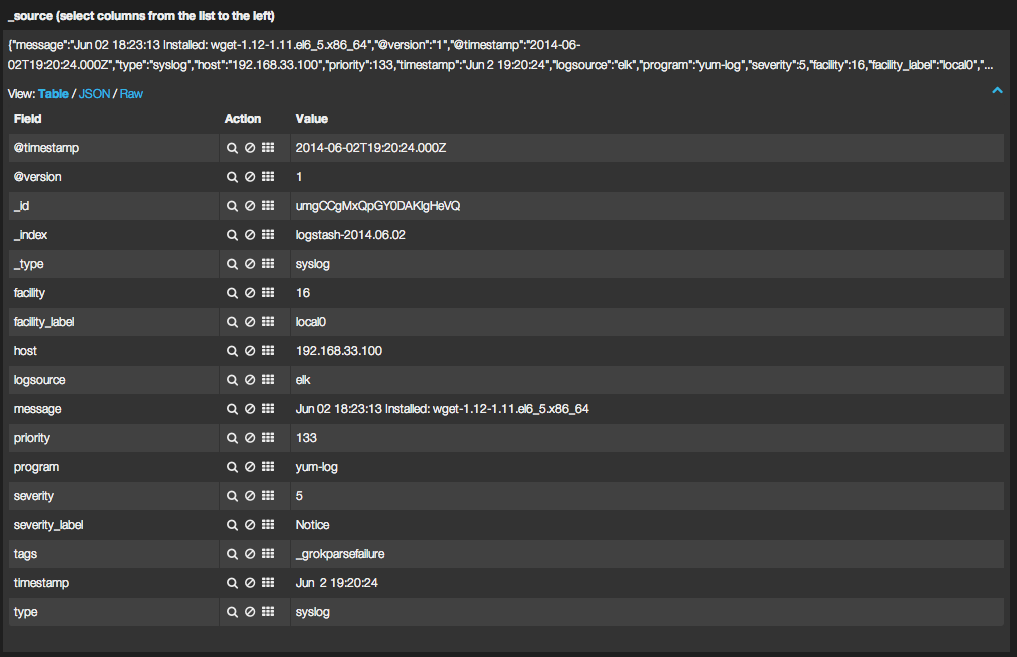 _source (select columns from the list to the left)
{"message":"Jun 02 18:23:13 Installed: wget-1.12-1.11.el6_5.x86_64","@version":"1","@timestamp":"2014-06-
02T19:20:24.000Z","type":"syslog","host":"192.168.33.100","priority":133,"timestamp":"Jun 2 19:20:24","logsource":"elk","program":"yum-log","severity":5,"facility":16,"facility_label":"local0","...
View: Table / JSON / Raw
Field Action Value
@timestamp 2014-06-02T19:20:24.000Z
@version 1
_id umgCCgMxQpGY0DAKlgHeVQ
_index logstash-2014.06.02
_type syslog
facility 16
facility_label local0
host 192.168.33.100
logsource elk
message Jun 02 18:23:13 Installed: wget-1.12-1.11.el6_5.x86_64
priority 133
program yum-log
severity 5
severity_label Notice
tags _grokparsefailure
timestamp Jun  2 19:20:24
type syslog